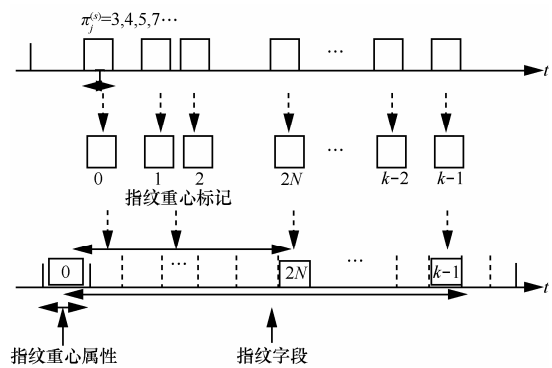 π_j^(s)=3,4,5,7⋯
⋯
t
⋯
0 1 2 2N k-2 k-1
指纹重心标记
0 ⋯ 2N ⋯ k-1
t
指纹重心属性 指纹字段